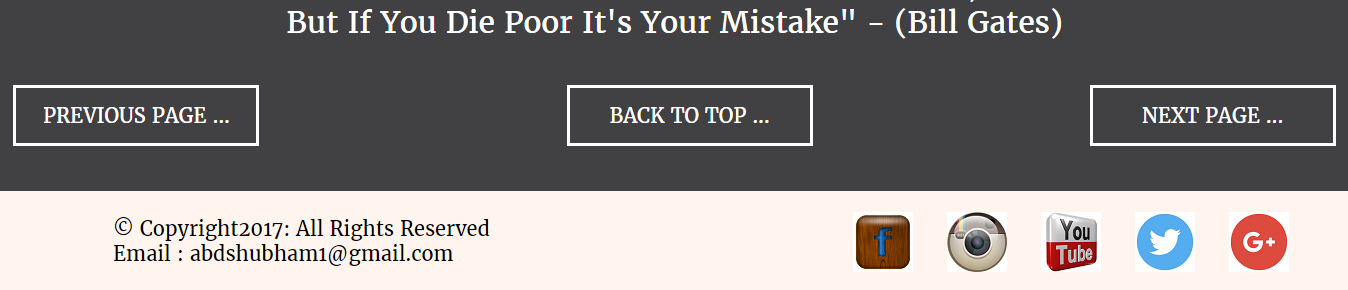 But If You Die Poor It's Your Mistake" - (Bill Gates)
PREVIOUS PAGE ...
BACK TO TOP ...
NEXT PAGE ...
© Copyright2017: All Rights Reserved
Email : abdshubham1@gmail.com
f
You
Tube
G+